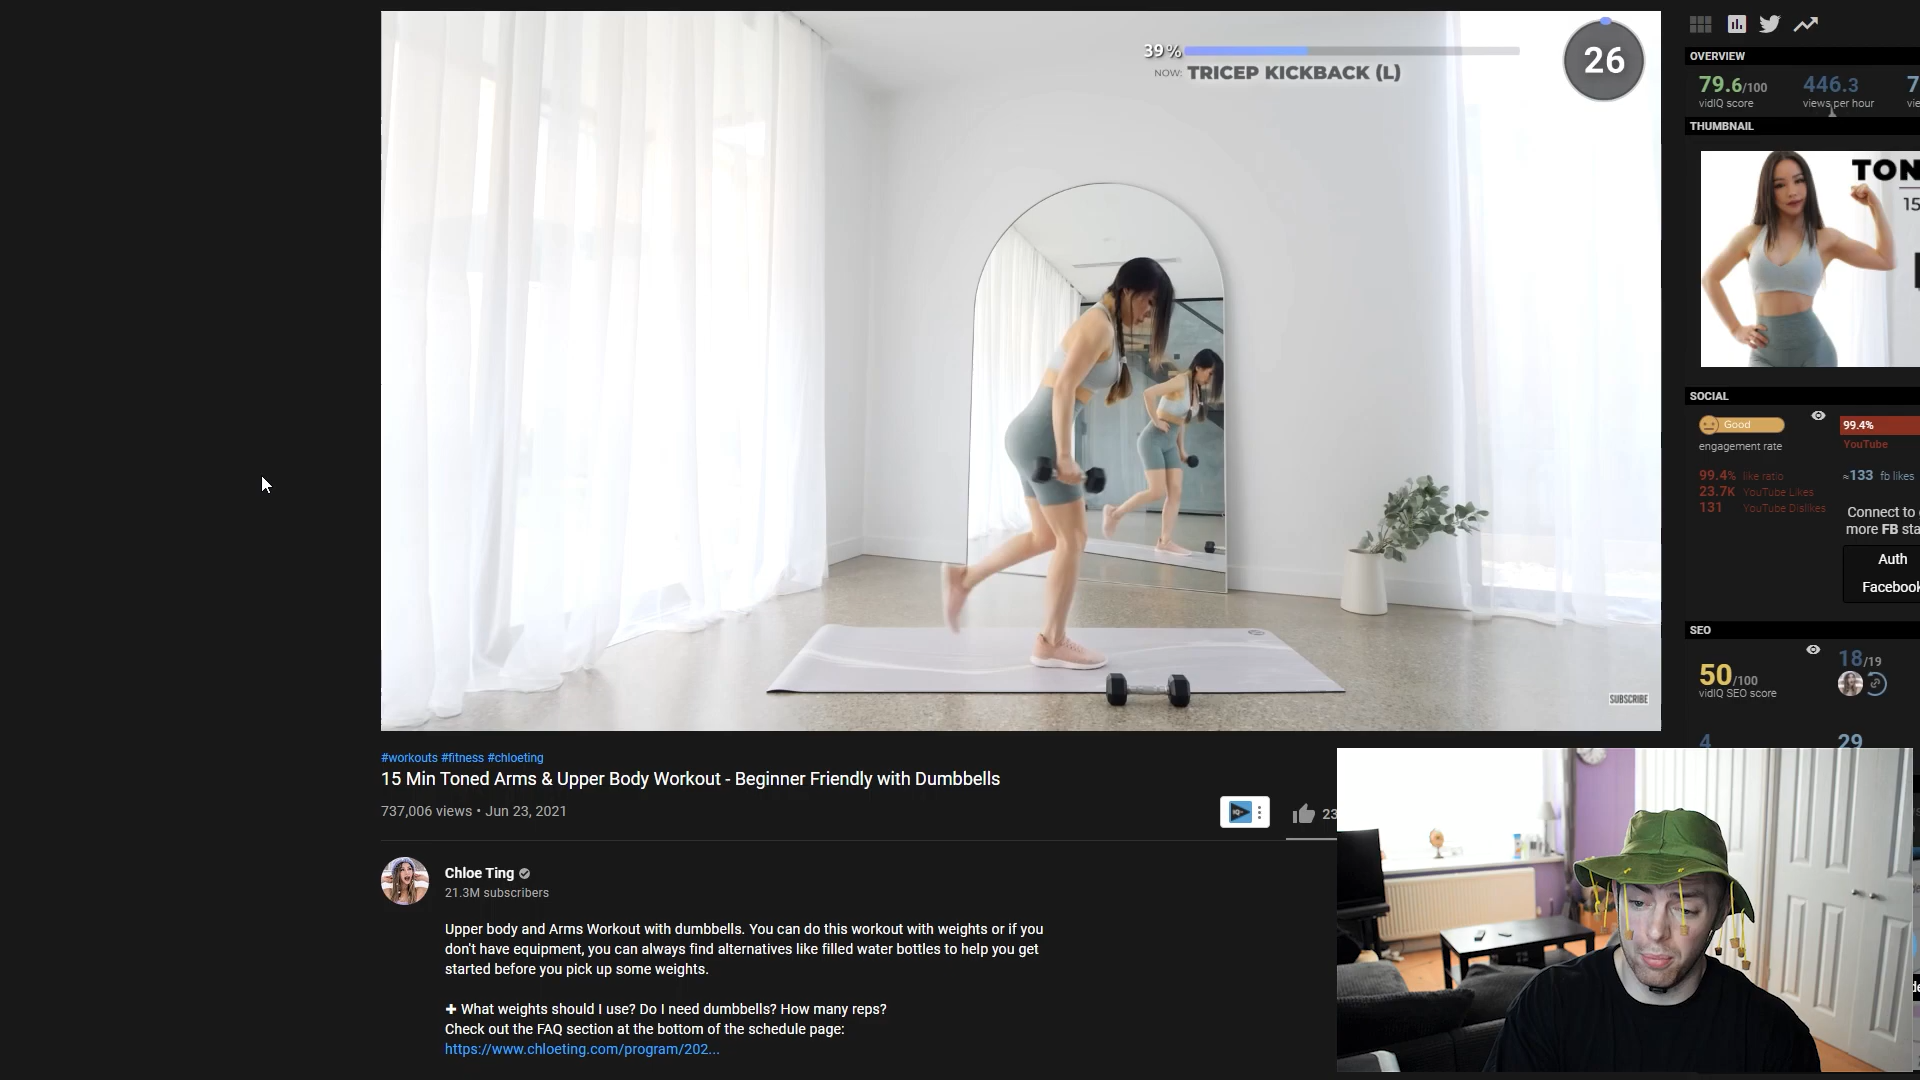 39%
NOW: TRICEP KICKBACK (L)
26
SUBSCRIBE
#workouts #fitness #chloeting
15 Min Toned Arms & Upper Body Workout - Beginner Friendly with Dumbbells
737,006 views • Jun 23, 2021
Chloe Ting
21.3M subscribers
Upper body and Arms Workout with dumbbells. You can do this workout with weights or if you
don't have equipment, you can always find alternatives like filled water bottles to help you get
started before you pick up some weights.
✚ What weights should I use? Do I need dumbbells? How many reps?
Check out the FAQ section at the bottom of the schedule page:
https://www.chloeting.com/program/202...
OVERVIEW
79.6/100 446.3 7
vidIQ score views per hour vie
THUMBNAIL
TON
15
SOCIAL
Good 99.4%
engagement rate YouTube
99.4% like ratio ≈133 fb likes
23.7K YouTube Likes
131 YouTube Dislikes
Connect to
more FB sta
Auth
Facebook
SEO
50/100 18/19
vidIQ SEO score
4 29
23